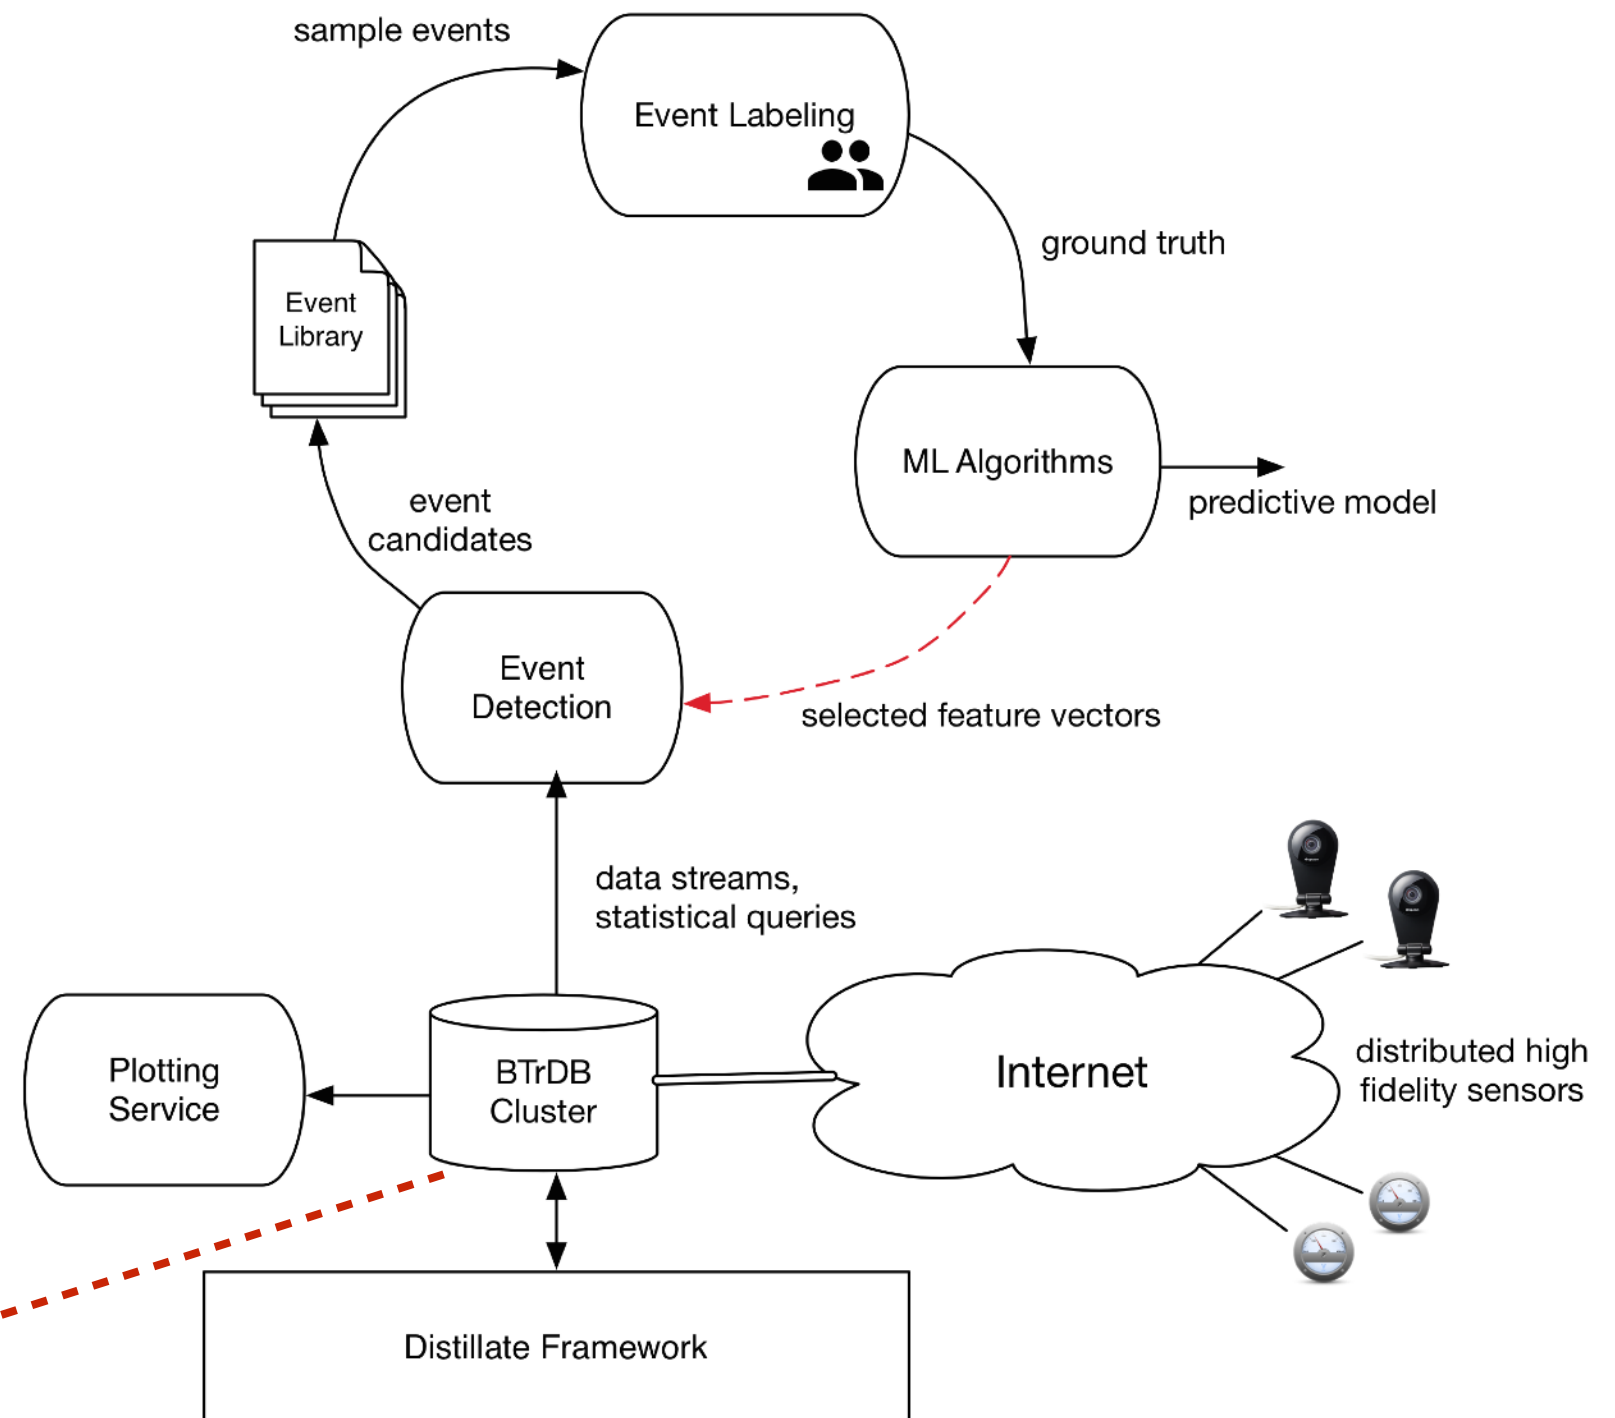 sample events
Event Labeling
ground truth
Event
Library
ML Algorithms
predictive model
event
candidates
Event
Detection
selected feature vectors
data streams,
statistical queries
Plotting
Service
BTrDB
Cluster
Internet
distributed high
fidelity sensors
Distillate Framework